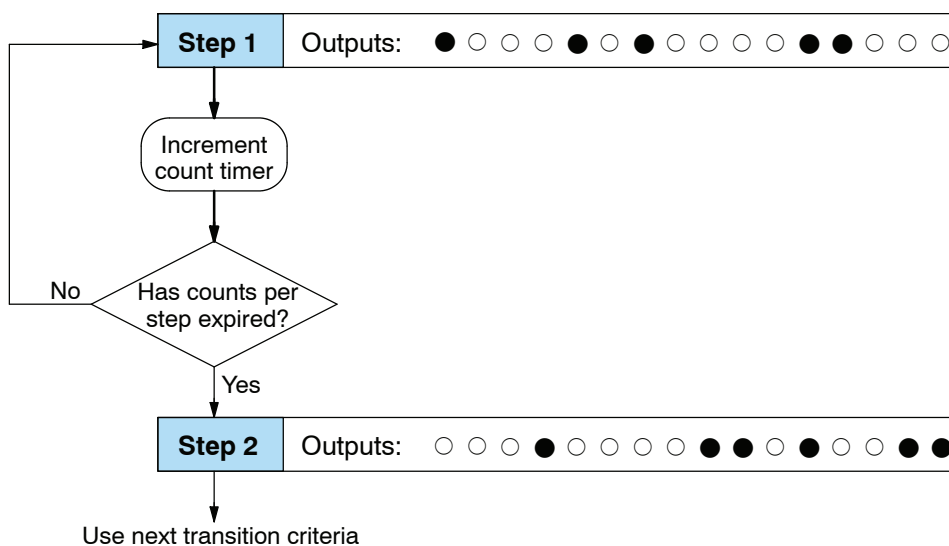 Step 1 Outputs:
Increment
count timer
No
Has counts per
step expired?
Yes
Step 2 Outputs:
Use next transition criteria